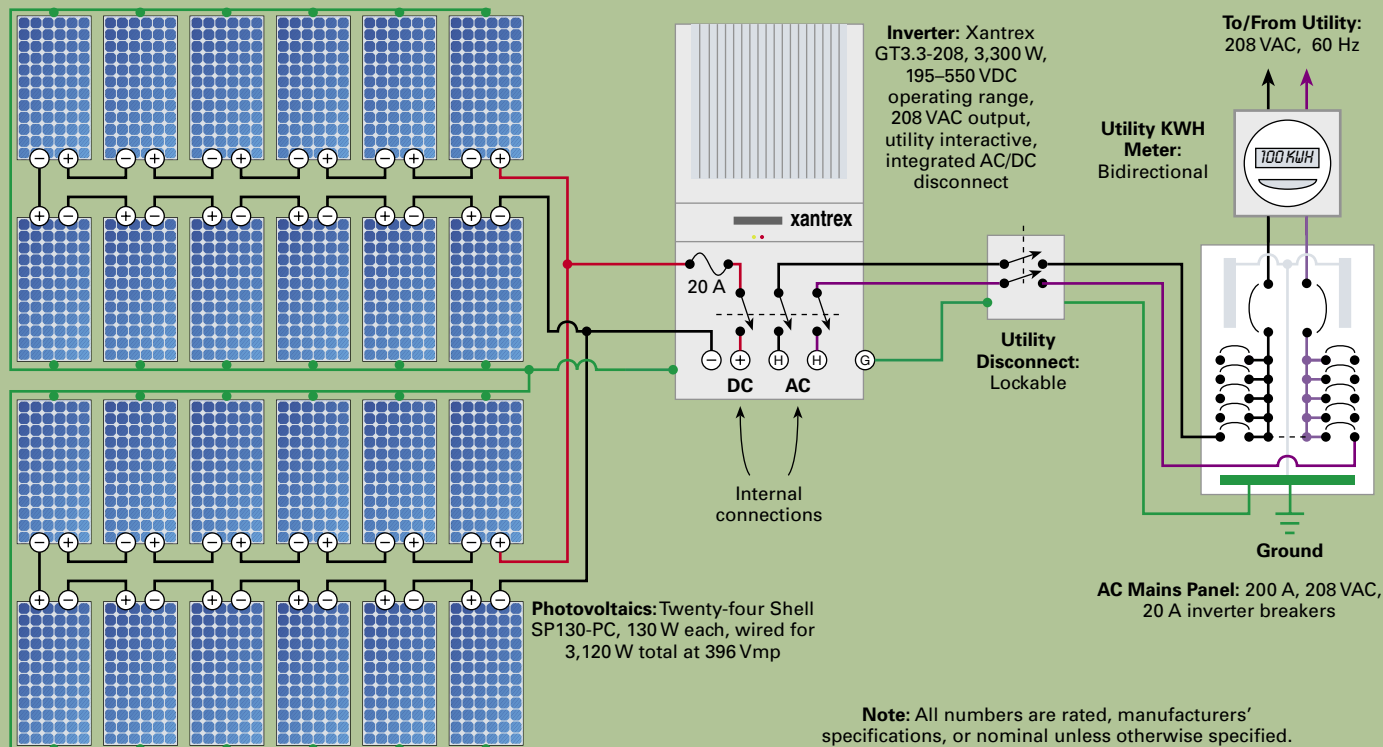 Inverter: Xantrex
GT3.3-208, 3,300 W,
195–550 VDC
operating range,
208 VAC output,
utility interactive,
integrated AC/DC
disconnect
To/From Utility:
208 VAC, 60 Hz
Utility KWH
Meter:
Bidirectional
100 KWH
xantrex
20 A
− + H H G
DC AC
Internal
connections
Utility
Disconnect:
Lockable
Ground
AC Mains Panel: 200 A, 208 VAC,
20 A inverter breakers
− + − + − + − + − + − +
+ − + − + − + − + − + −
− + − + − + − + − + − +
+ − + − + − + − + − + −
Photovoltaics: Twenty-four Shell
SP130-PC, 130 W each, wired for
3,120 W total at 396 Vmp
Note: All numbers are rated, manufacturers’
specifications, or nominal unless otherwise specified.